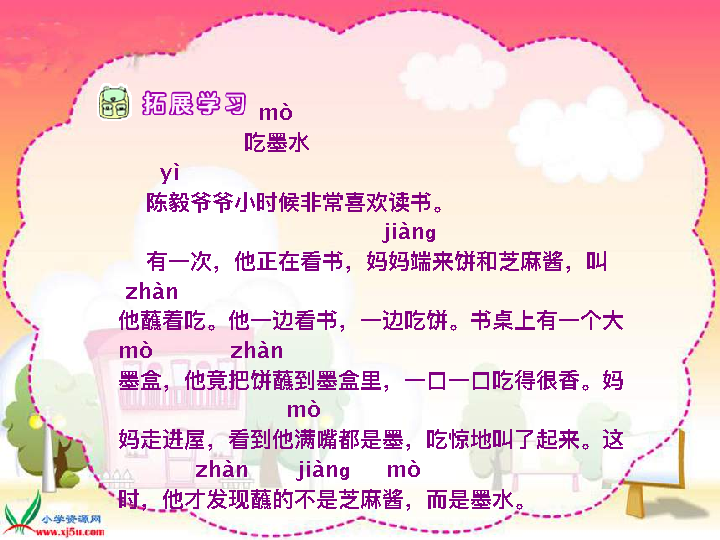 拓展学习
mò
吃墨水
yì
陈毅爷爷小时候非常喜欢读书。
jiàng
有一次，他正在看书，妈妈端来饼和芝麻酱，叫
zhàn
他蘸着吃。他一边看书，一边吃饼。书桌上有一个大
mò zhàn
墨盒，他竟把饼蘸到墨盒里，一口一口吃得很香。妈
mò
妈走进屋，看到他满嘴都是墨，吃惊地叫了起来。这
zhàn jiàng mò
时，他才发现蘸的不是芝麻酱，而是墨水。
小学资源网
www.xj5u.com